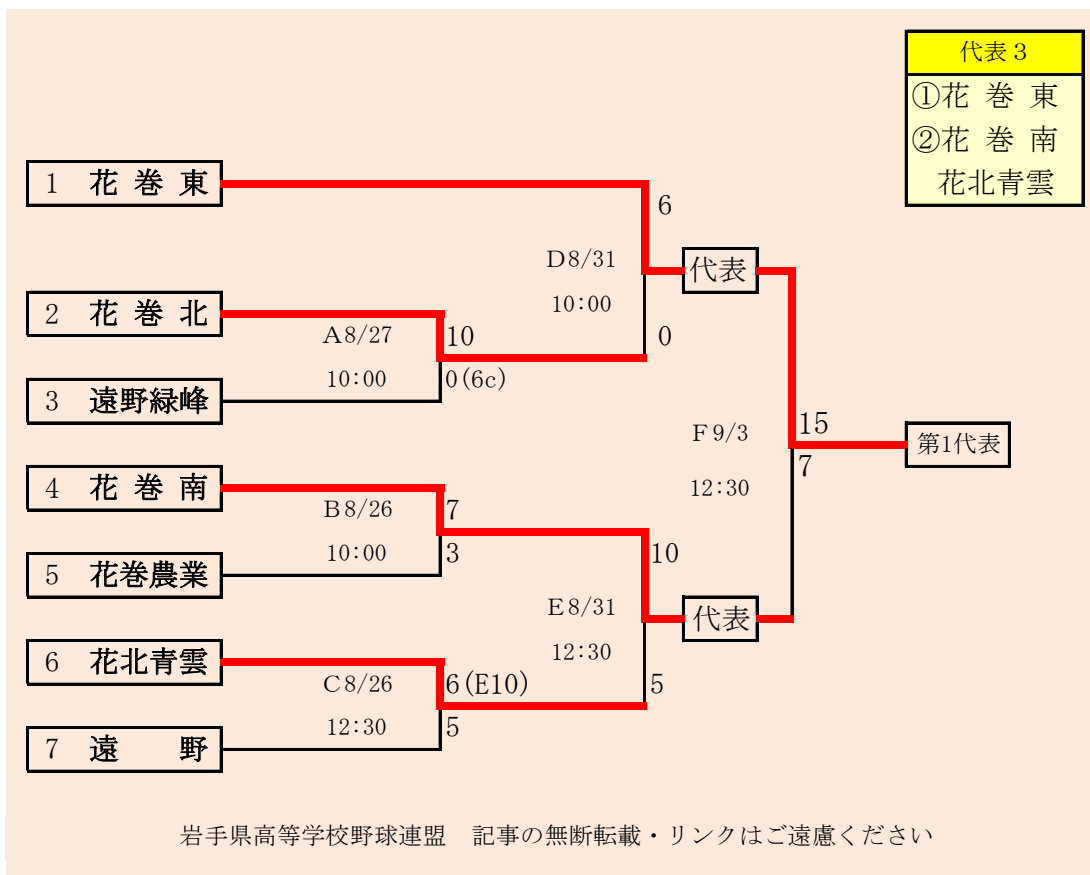 代表３
①花 巻 東
②花 巻 南
花北青雲
1 花 巻 東
6
D8/31
10:00
代表
0
2 花 巻 北
A8/27
10:00
10
0(6c)
3 遠野緑峰
F9/3
12:30
15
7
第1代表
4 花 巻 南
B8/26
10:00
7
3
5 花巻農業
10
E8/31
12:30
代表
5
6 花北青雲
C8/26
12:30
6(E10)
5
7 遠　　野
岩手県高等学校野球連盟　記事の無断転載・リンクはご遠慮ください